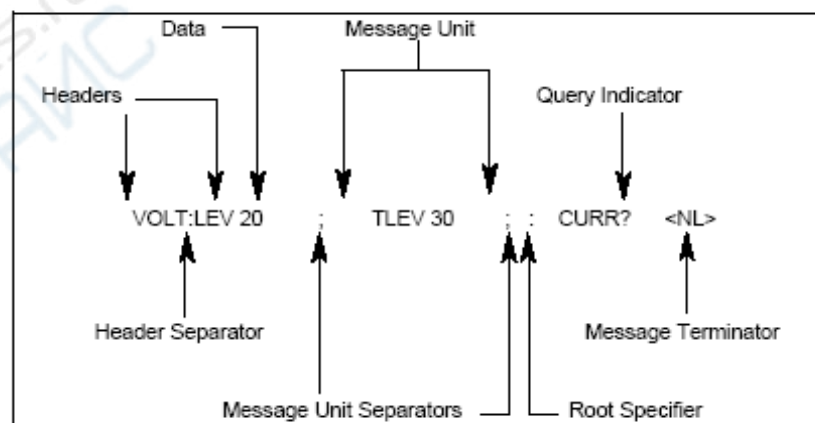 Data Message Unit
Headers Query Indicator
VOLT:LEV 20 ; TLEV 30 ; : CURR? <NL>
Header Separator Message Terminator
Message Unit Separators Root Specifier